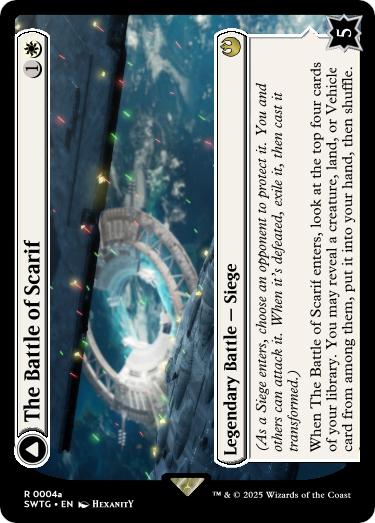 The Battle of Scarif
1
Legendary Battle — Siege
(As a Siege enters, choose an opponent to protect it. You and
others can attack it. When it's defeated, exile it, then cast it
transformed.)
When The Battle of Scarif enters, look at the top four cards
of your library. You may reveal a creature, land, or Vehicle
card from among them, put it into your hand, then shuffle.
5
R 0004a
SWTG • EN HEXANITY
™ & © 2025 Wizards of the Coast